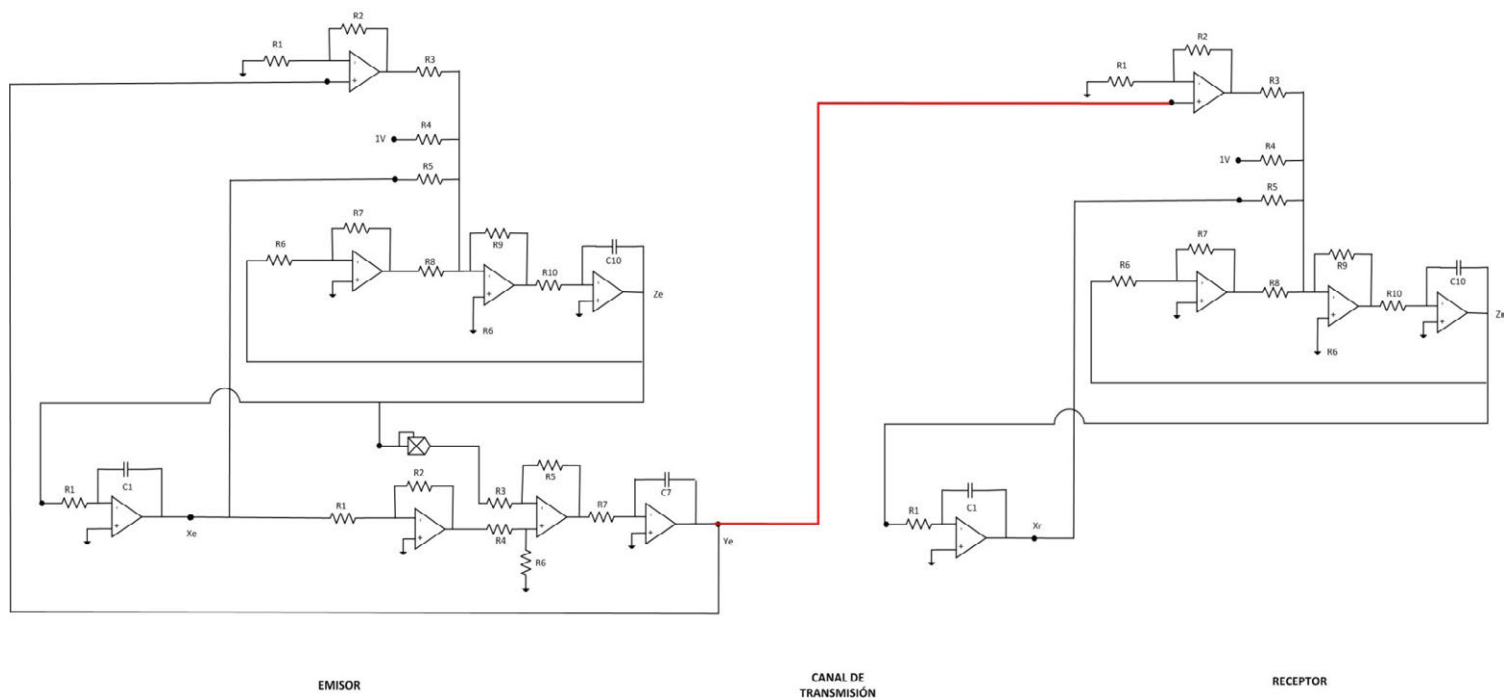 R2
R1
R3
R4
1V
R5
R7
R6
R8
R9
R10
C10
Ze
R6
R1
C1
Xe
R1
R2
R3
R4
R5
R6
R7
C7
Ye
R2
R1
R3
R4
1V
R5
R7
R6
R8
R9
R10
C10
R6
R1
C1
Xr
EMISOR
CANAL DE
TRANSMISIÓN
RECEPTOR